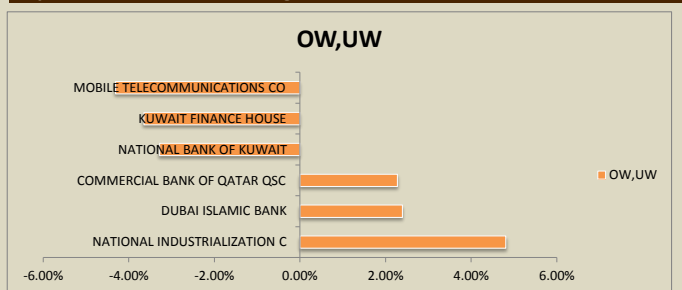 OW,UW
MOBILE TELECOMMUNICATIONS CO
KUWAIT FINANCE HOUSE
NATIONAL BANK OF KUWAIT
COMMERCIAL BANK OF QATAR QSC
OW,UW
DUBAI ISLAMIC BANK
NATIONAL INDUSTRIALIZATION C
-6.00% -4.00% -2.00% 0.00% 2.00% 4.00% 6.00%